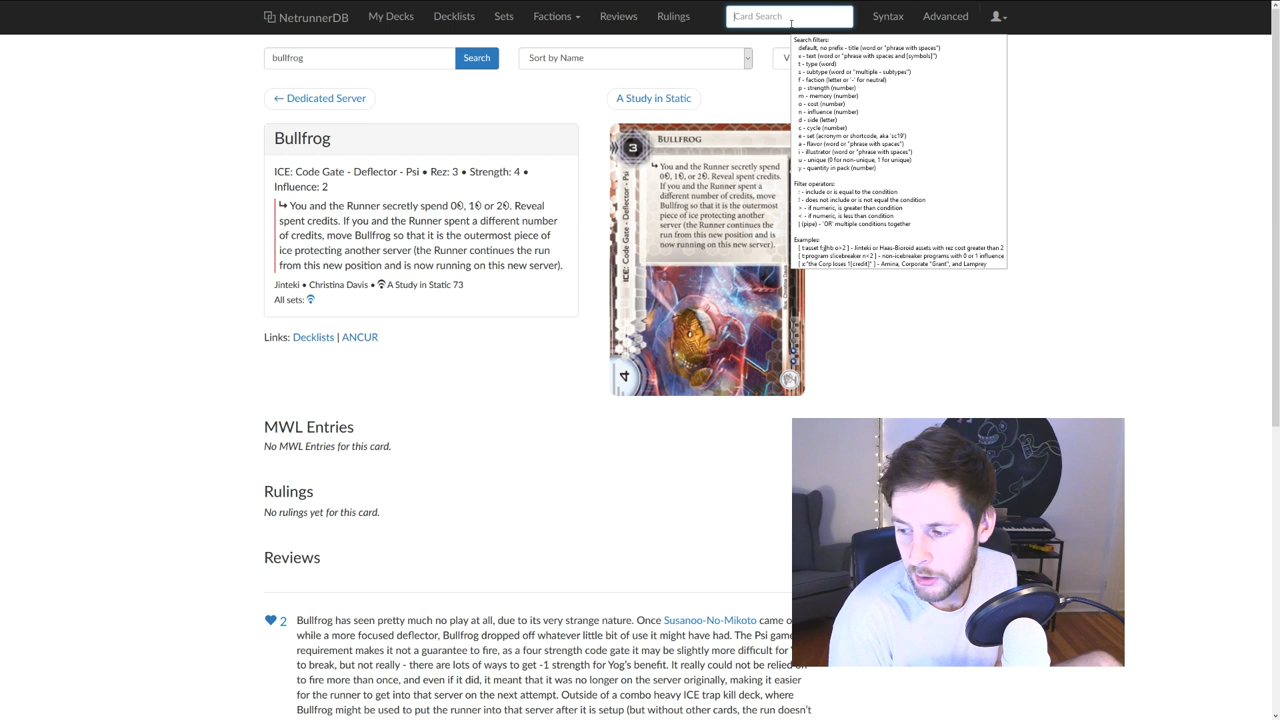 NetrunnerDB
My Decks
Decklists
Sets
Factions
Reviews
Rulings
Card Search
Syntax
Advanced
bullfrog
Search
Sort by Name
V
Search filters:
default, no prefix - title (word or "phrase with spaces")
x - text (word or "phrase with spaces and [symbols]")
t - type (word)
s - subtype (word or "multiple - subtypes")
f - faction (letter or '-' for neutral)
p - strength (number)
m - memory (number)
o - cost (number)
n - influence (number)
d - side (letter)
c - cycle (number)
e - set (acronym or shortcode, aka 'sc19')
a - flavor (word or "phrase with spaces")
i - illustrator (word or "phrase with spaces")
u - unique (0 for non-unique, 1 for unique)
y - quantity in pack (number)
Filter operators:
: - include or is equal to the condition
! - does not include or is not equal the condition
> - if numeric, is greater than condition
< - if numeric, is less than condition
| (pipe) - 'OR' multiple conditions together
Examples:
[ t:asset f:j|hb o>2 ] - Jinteki or Haas-Bioroid assets with rez cost greater than 2
[ t:program s!icebreaker n<2 ] - non-icebreaker programs with 0 or 1 influence
[ x:"the Corp loses 1[credit]" ] - Amina, Corporate "Grant", and Lamprey
← Dedicated Server
A Study in Static
Bullfrog
ICE: Code Gate - Deflector - Psi • Rez: 3 • Strength: 4 •
Influence: 2
↳ You and the Runner secretly spend 0, 1 or 2. Reveal
spent credits. If you and the Runner spent a different number
of credits, move Bullfrog so that it is the outermost piece of
ice protecting another server (the Runner continues the run
from this new position and is now running on this new server).
Jinteki • Christina Davis • A Study in Static 73
All sets:
Links: Decklists | ANCUR
3
BULLFROG
↳ You and the Runner secretly spend
0, 1, or 2. Reveal spent credits.
If you and the Runner spent a
different number of credits, move
Bullfrog so that it is the outermost
piece of ice protecting another
server (the Runner continues the
run from this new position and is
now running on this new server).
ICE: Code Gate - Deflector - Psi
4
MWL Entries
No MWL Entries for this card.
Rulings
No rulings yet for this card.
Reviews
2
Bullfrog has seen pretty much no play at all, due to its very strange nature. Once Susanoo-No-Mikoto came o
while a more focused deflector, Bullfrog dropped off whatever little bit of use it might have had. The Psi game
requirement makes it not a guarantee to fire, as a four strength code gate it may be slightly more difficult for
to break, but not really - there are lots of ways to get -1 strength for Yog's benefit. It really could not be relied on
to fire more than once, and even if it did, it meant that it was no longer on the server originally, making it easier
for the runner to get into that server on the next attempt. Outside of a combo heavy ICE trap kill deck, where
Bullfrog might be used to put the runner into that server after it is setup (but without other cards, the run doesn't